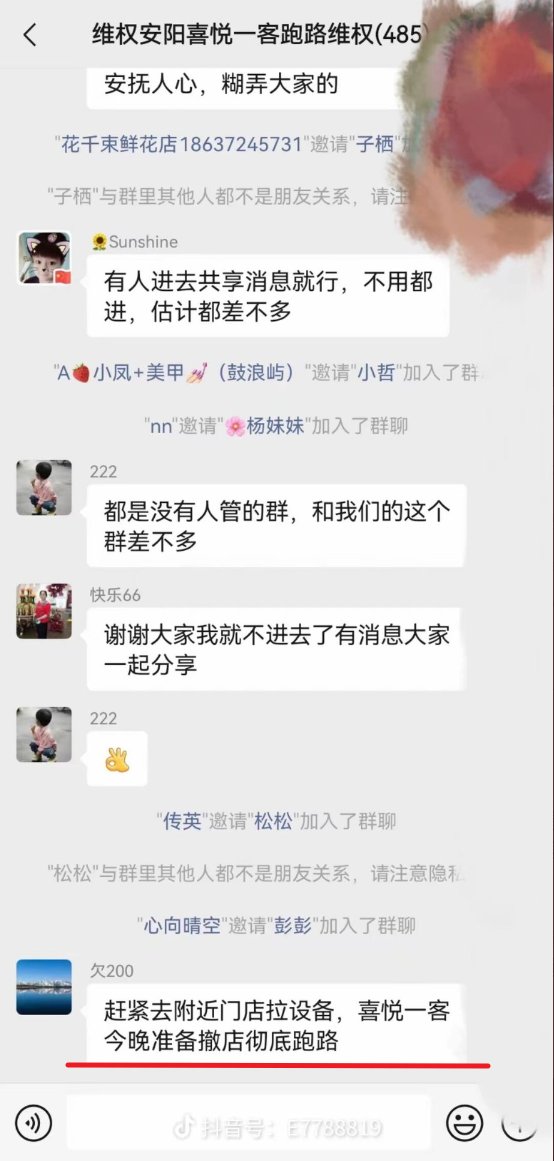 维权安阳喜悦一客跑路维权(485)
安抚人心，糊弄大家的
"花千束鲜花店18637245731"邀请"子栖"加
"子栖"与群里其他人都不是朋友关系，请注
🌻Sunshine
有人进去共享消息就行，不用都
进，估计都差不多
"A🍓小凤+美甲💅（鼓浪屿）"邀请"小哲"加入了群
"nn"邀请"🌸杨妹妹"加入了群聊
222
都是没有人管的群，和我们的这个
群差不多
快乐66
谢谢大家我就不进去了有消息大家
一起分享
222
👌
"传英"邀请"松松"加入了群聊
"松松"与群里其他人都不是朋友关系，请注意隐私
"心向晴空"邀请"彭彭"加入了群聊
欠200
赶紧去附近门店拉设备，喜悦一客
今晚准备撤店彻底跑路
抖音号：E7788819